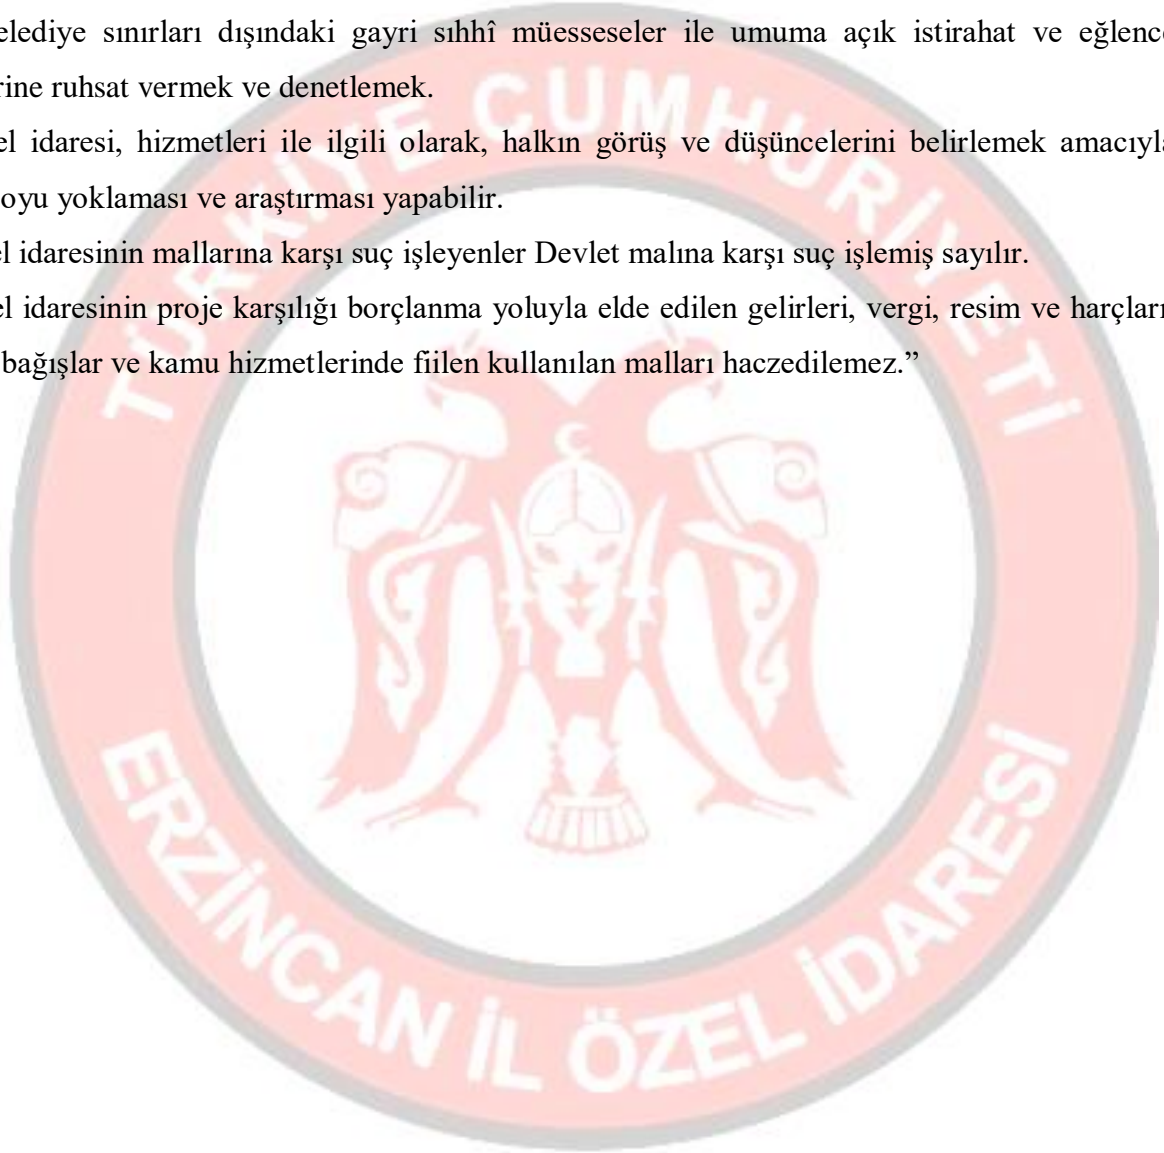 elediye sınırları dışındaki gayri sıhhî müesseseler ile umuma açık istirahat ve eğlence
rine ruhsat vermek ve denetlemek.
el idaresi, hizmetleri ile ilgili olarak, halkın görüş ve düşüncelerini belirlemek amacıyla
oyu yoklaması ve araştırması yapabilir.
el idaresinin mallarına karşı suç işleyenler Devlet malına karşı suç işlemiş sayılır.
el idaresinin proje karşılığı borçlanma yoluyla elde edilen gelirleri, vergi, resim ve harçları
bağışlar ve kamu hizmetlerinde fiilen kullanılan malları haczedilemez.”
TÜRKİYE CUMHURİYETİ
ERZİNCAN İL ÖZEL İDARESİ